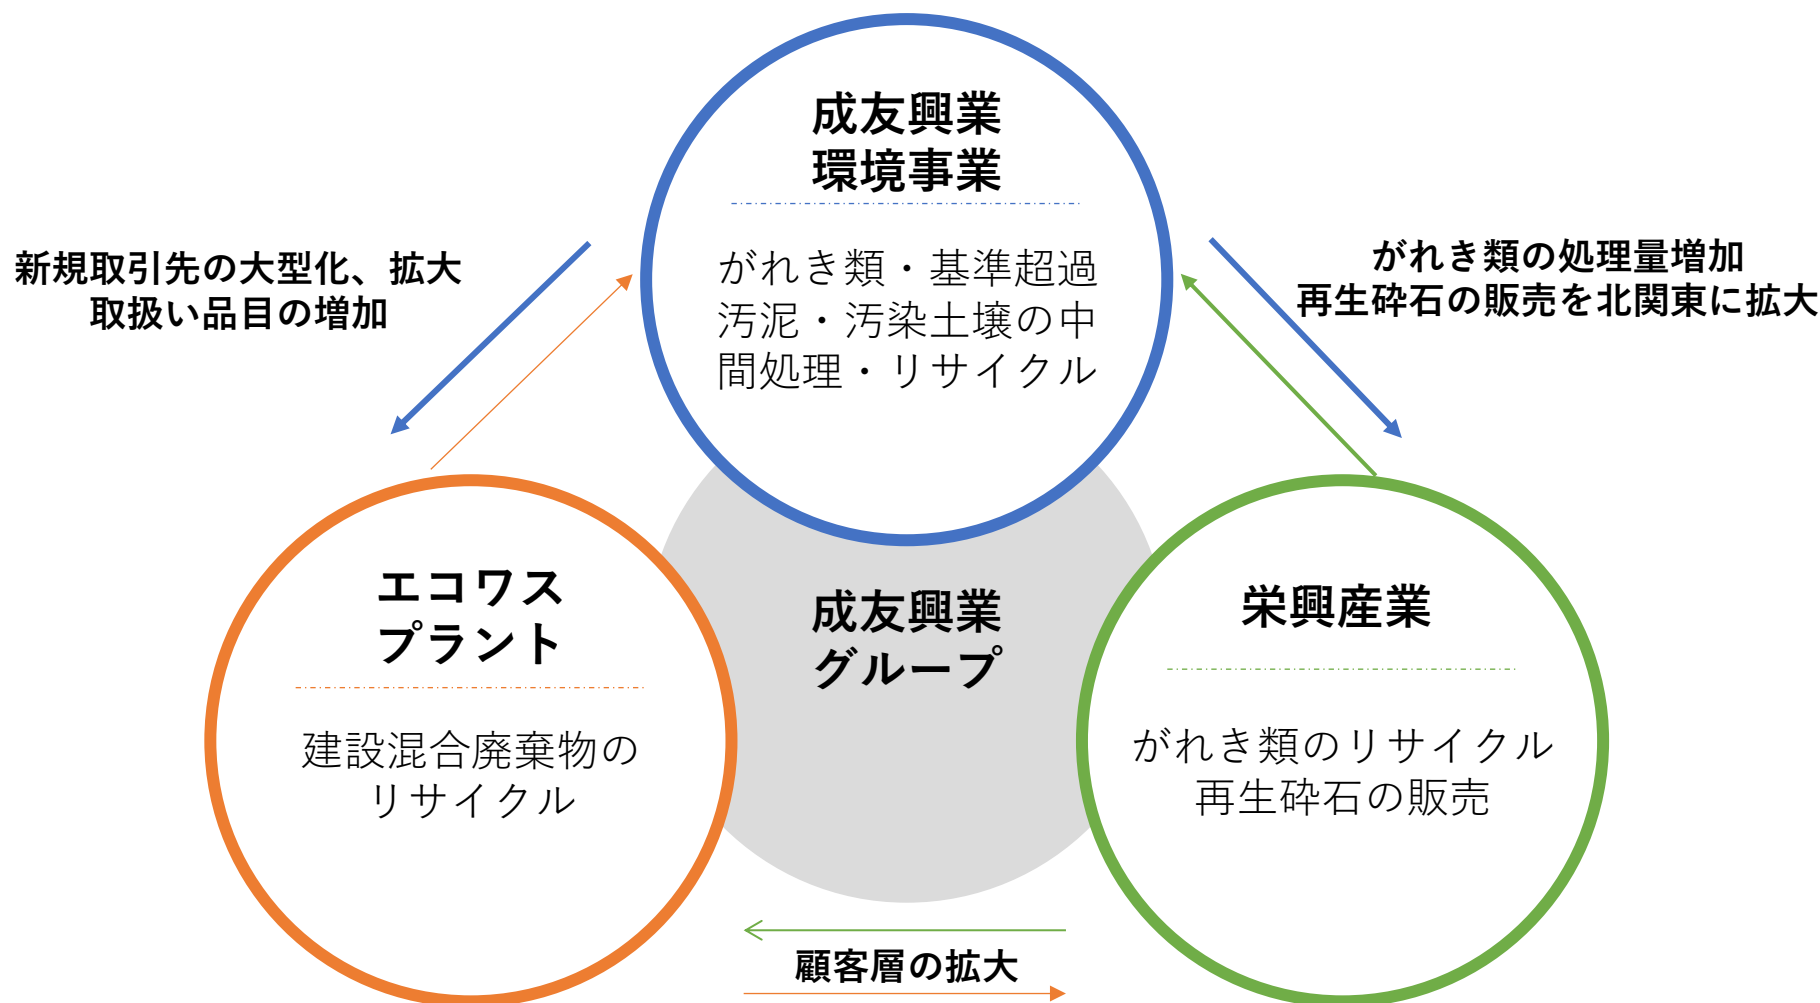 成友興業
環境事業
がれき類・基準超過
汚泥・汚染土壌の中
間処理・リサイクル
新規取引先の大型化、拡大
取扱い品目の増加
がれき類の処理量増加
再生砕石の販売を北関東に拡大
エコワス
プラント
建設混合廃棄物の
リサイクル
成友興業
グループ
栄興産業
がれき類のリサイクル
再生砕石の販売
顧客層の拡大